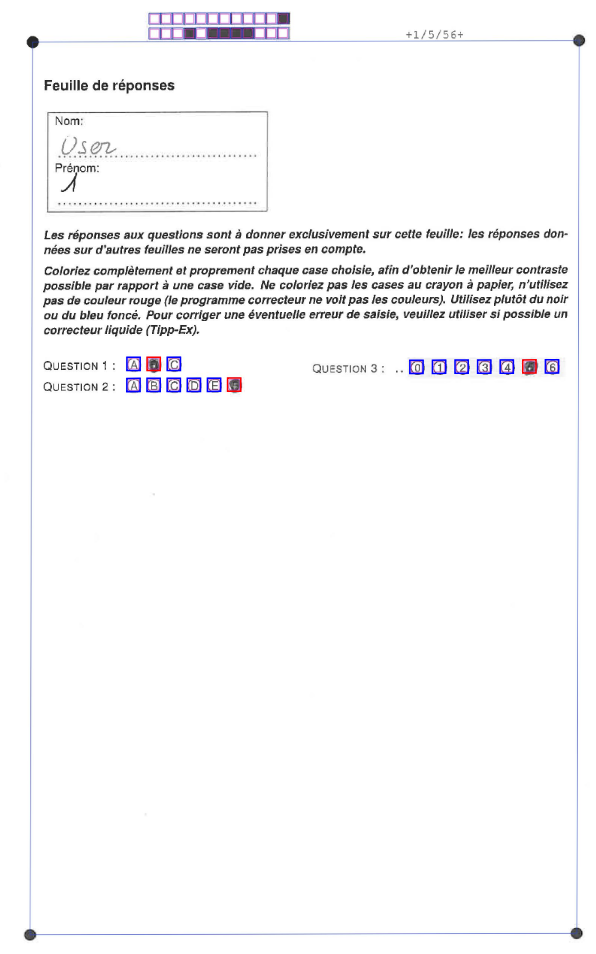 +1/5/56+
Feuille de réponses
Nom:
User
Prénom:
1
Les réponses aux questions sont à donner exclusivement sur cette feuille: les réponses don-
nées sur d'autres feuilles ne seront pas prises en compte.
Coloriez complètement et proprement chaque case choisie, afin d'obtenir le meilleur contraste
possible par rapport à une case vide. Ne coloriez pas les cases au crayon à papier, n'utilisez
pas de couleur rouge (le programme correcteur ne voit pas les couleurs). Utilisez plutôt du noir
ou du bleu foncé. Pour corriger une éventuelle erreur de saisie, veuillez utiliser si possible un
correcteur liquide (Tipp-Ex).
QUESTION 1 : A B C
QUESTION 2 : A B C D E F
QUESTION 3 : .. 0 1 2 3 4 5 6